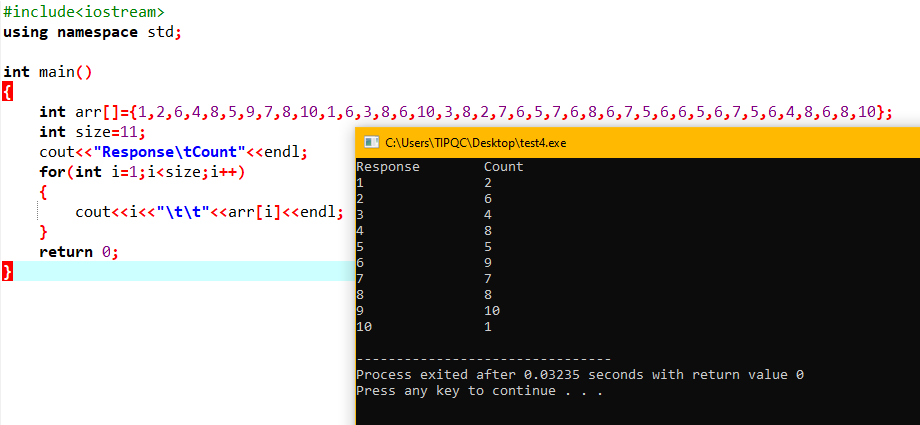 #include<iostream>
using namespace std;
int main()
{
int arr[]={1,2,6,4,8,5,9,7,8,10,1,6,3,8,6,10,3,8,2,7,6,5,7,6,8,6,7,5,6,6,5,6,7,5,6,4,8,6,8,10};
int size=11;
cout<<"Response\tCount"<<endl;
for(int i=1;i<size;i++)
{
cout<<i<<"\t\t"<<arr[i]<<endl;
}
return 0;
}
C:\Users\TIPQC\Desktop\test4.exe
Response Count
1 2
2 6
3 4
4 8
5 5
6 9
7 7
8 8
9 10
10 1
--------------------------------
Process exited after 0.03235 seconds with return value 0
Press any key to continue . . .